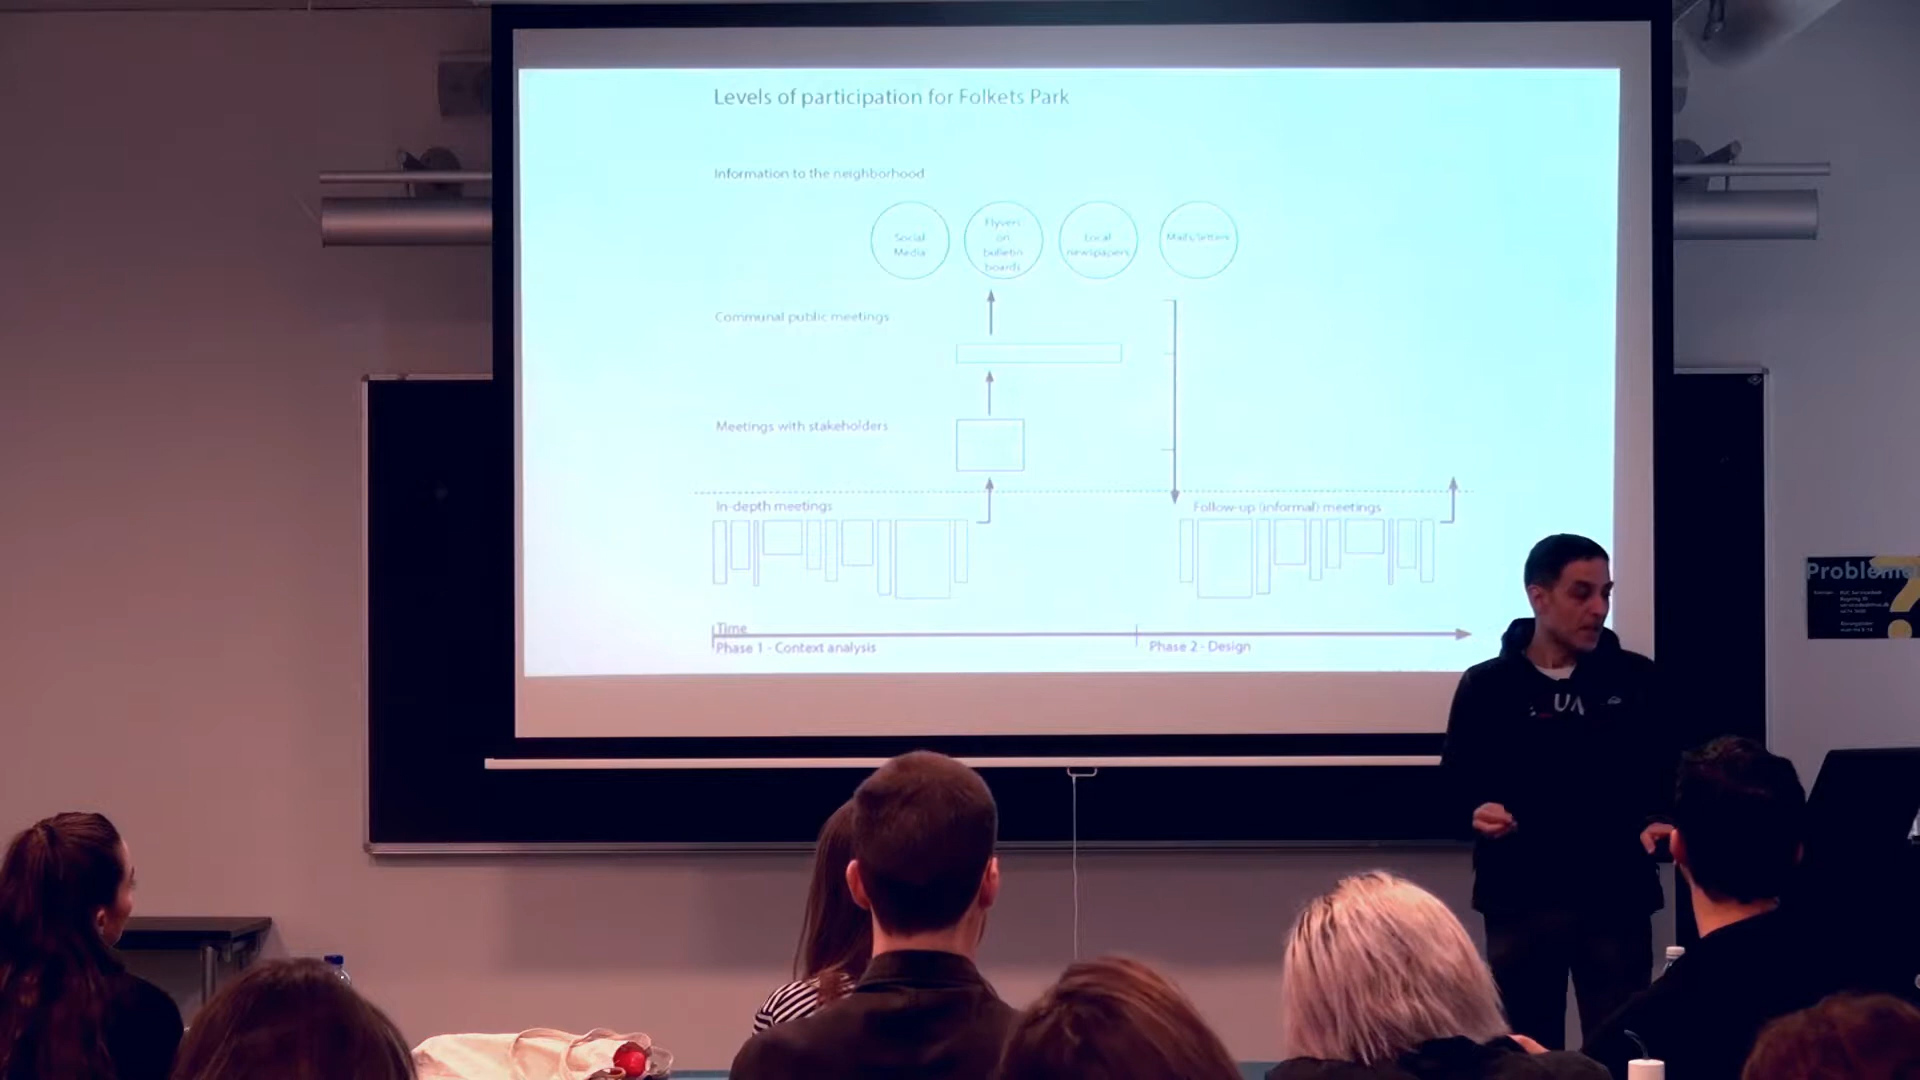 Levels of participation for Folkets Park
Information to the neighborhood
Social
Media
Flyers
on
bulletin
boards
Local
newspapers
Mails/letters
Communal public meetings
Meetings with stakeholders
In-depth meetings
Follow-up (informal) meetings
Time
Phase 1 - Context analysis
Phase 2 - Design
UA
Problem
?